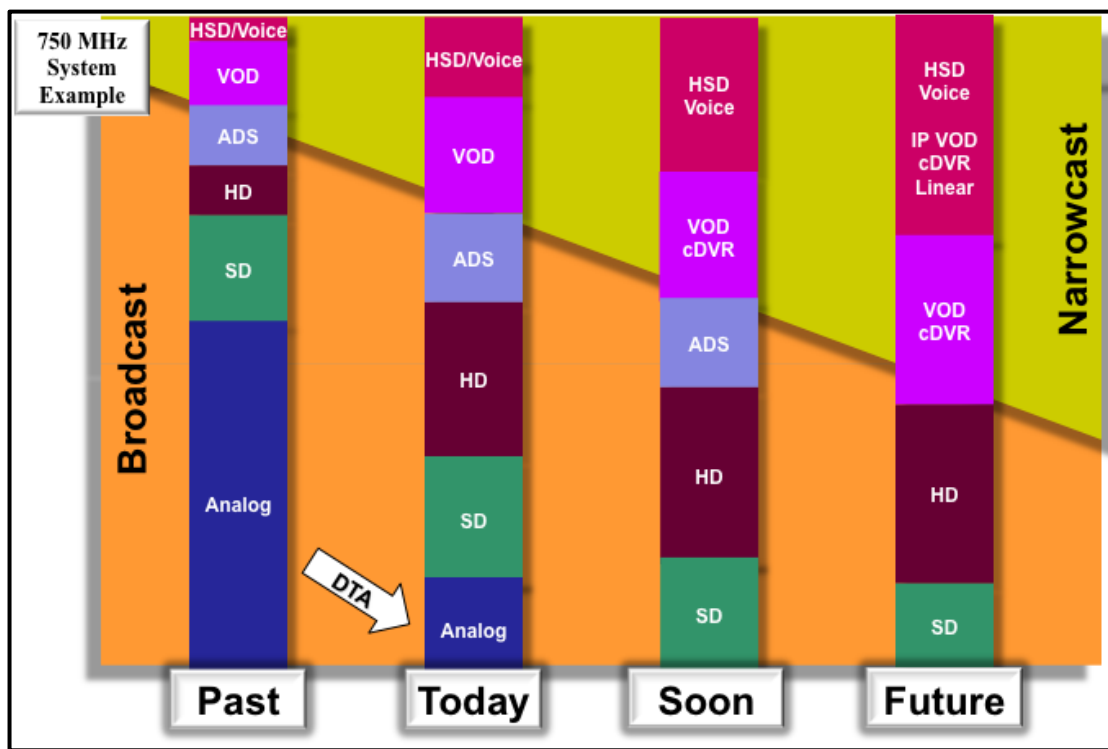 750 MHz
System
Example
Broadcast
HSD/Voice
VOD
ADS
HD
SD
Analog
DTA
HSD/Voice
VOD
ADS
HD
SD
Analog
HSD
Voice
VOD
cDVR
ADS
HD
SD
HSD
Voice
IP VOD
cDVR
Linear
VOD
cDVR
HD
SD
Narrowcast
Past
Today
Soon
Future